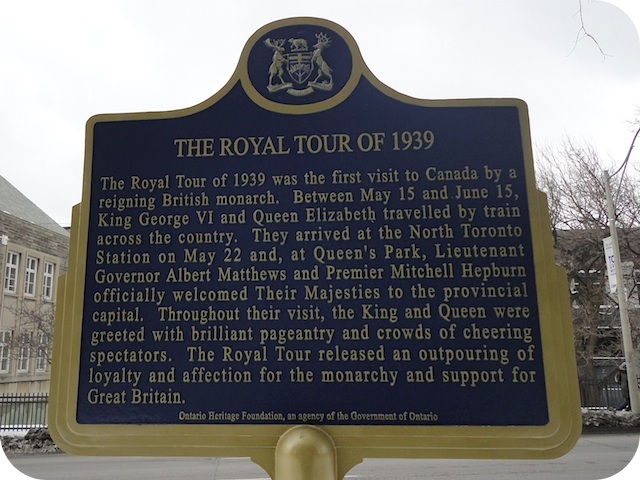 THE ROYAL TOUR OF 1939
The Royal Tour of 1939 was the first visit to Canada by a
reigning British monarch. Between May 15 and June 15,
King George VI and Queen Elizabeth travelled by train
across the country. They arrived at the North Toronto
Station on May 22 and, at Queen's Park, Lieutenant
Governor Albert Matthews and Premier Mitchell Hepburn
officially welcomed Their Majesties to the provincial
capital. Throughout their visit, the King and Queen were
greeted with brilliant pageantry and crowds of cheering
spectators. The Royal Tour released an outpouring of
loyalty and affection for the monarchy and support for
Great Britain.
Ontario Heritage Foundation, an agency of the Government of Ontario